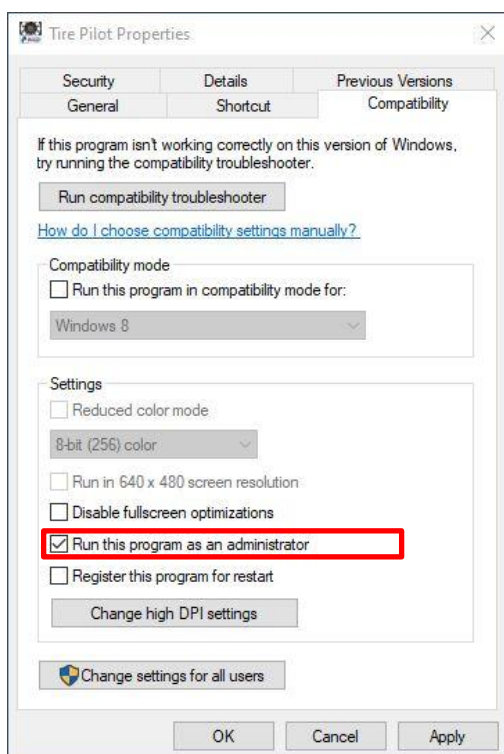 Tire Pilot Properties
Security Details Previous Versions
General Shortcut Compatibility
If this program isn't working correctly on this version of Windows,
try running the compatibility troubleshooter.
Run compatibility troubleshooter
How do I choose compatibility settings manually?
Compatibility mode
Run this program in compatibility mode for:
Windows 8
Settings
Reduced color mode
8-bit (256) color
Run in 640 x 480 screen resolution
Disable fullscreen optimizations
Run this program as an administrator
Register this program for restart
Change high DPI settings
Change settings for all users
OK Cancel Apply